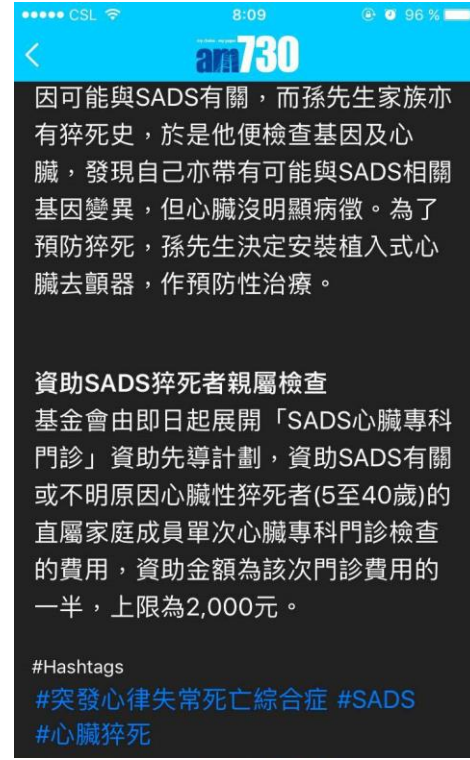 CSL 8:09 96 %
am730
因可能與SADS有關，而孫先生家族亦
有猝死史，於是他便檢查基因及心
臟，發現自己亦帶有可能與SADS相關
基因變異，但心臟沒明顯病徵。為了
預防猝死，孫先生決定安裝植入式心
臟去顫器，作預防性治療。
資助SADS猝死者親屬檢查
基金會由即日起展開「SADS心臟專科
門診」資助先導計劃，資助SADS有關
或不明原因心臟性猝死者(5至40歲)的
直屬家庭成員單次心臟專科門診檢查
的費用，資助金額為該次門診費用的
一半，上限為2,000元。
#Hashtags
#突發心律失常死亡綜合症 #SADS
#心臟猝死